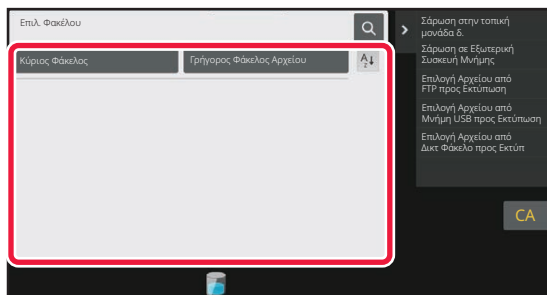 Επιλ. Φακέλου
Κύριος Φάκελος
Γρήγορος Φάκελος Αρχείου
A
Z
Σάρωση στην τοπική
μονάδα δ.
Σάρωση σε Εξωτερική
Συσκευή Μνήμης
Επιλογή Αρχείου από
FTP προς Εκτύπωση
Επιλογή Αρχείου από
Μνήμη USB προς Εκτύπωση
Επιλογή Αρχείου από
Δικτ Φάκελο προς Εκτύπ
CA